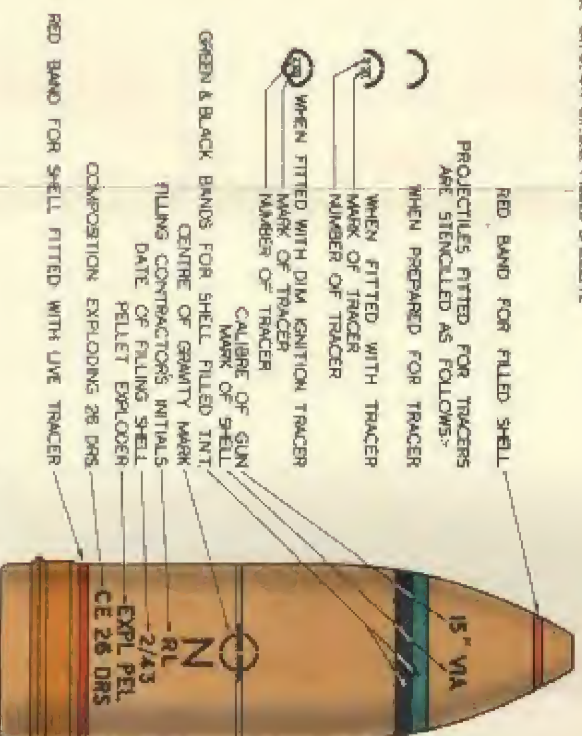 RED BAND FOR FILLED SHELL
PROJECTILES FITTED FOR TRACERS
ARE STENCILLED AS FOLLOWS:-
WHEN PREPARED FOR TRACER
WHEN FITTED WITH TRACER
MARK OF TRACER
NUMBER OF TRACER
WHEN FITTED WITH DIM IGNITION TRACER
MARK OF TRACER
NUMBER OF TRACER
CALIBRE OF GUN
MARK OF SHELL
GREEN & BLACK BANDS FOR SHELL FILLED T.N.T.
CENTRE OF GRAVITY MARK
FILLING CONTRACTOR'S INITIALS
DATE OF FILLING SHELL
PELLET EXPLODER
COMPOSITION EXPLODING 26 DRS.
RED BAND FOR SHELL FITTED WITH LIVE TRACER
15" VIA
N
RL
2/43
EXPL PEL
CE 26 DRS